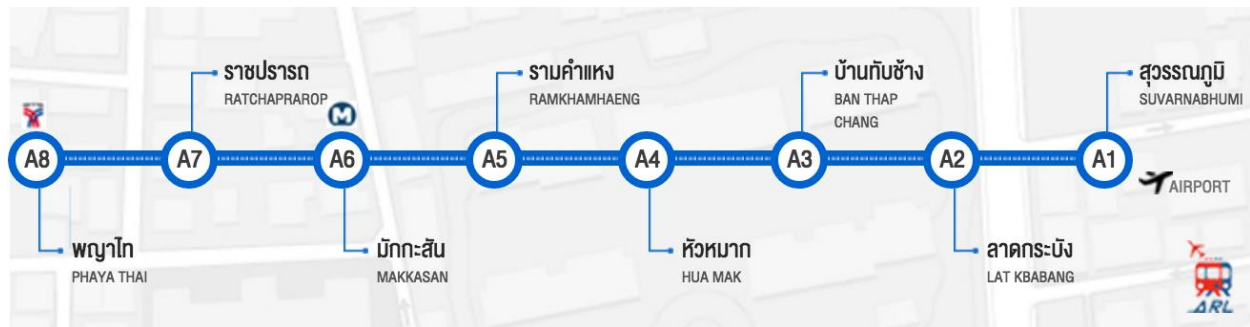 ราชปรารถ
RATCHAPRAROP
M
รามคำแหง
RAMKHAMHAENG
บ้านทับช้าง
BAN THAP
CHANG
สุวรรณภูมิ
SUVARNABHUMI
A8
A7
A6
A5
A4
A3
A2
A1
AIRPORT
พญาไท
PHAYA THAI
มักกะสัน
MAKKASAN
หัวหมาก
HUA MAK
ลาดกระบัง
LAT KBABANG
ARL